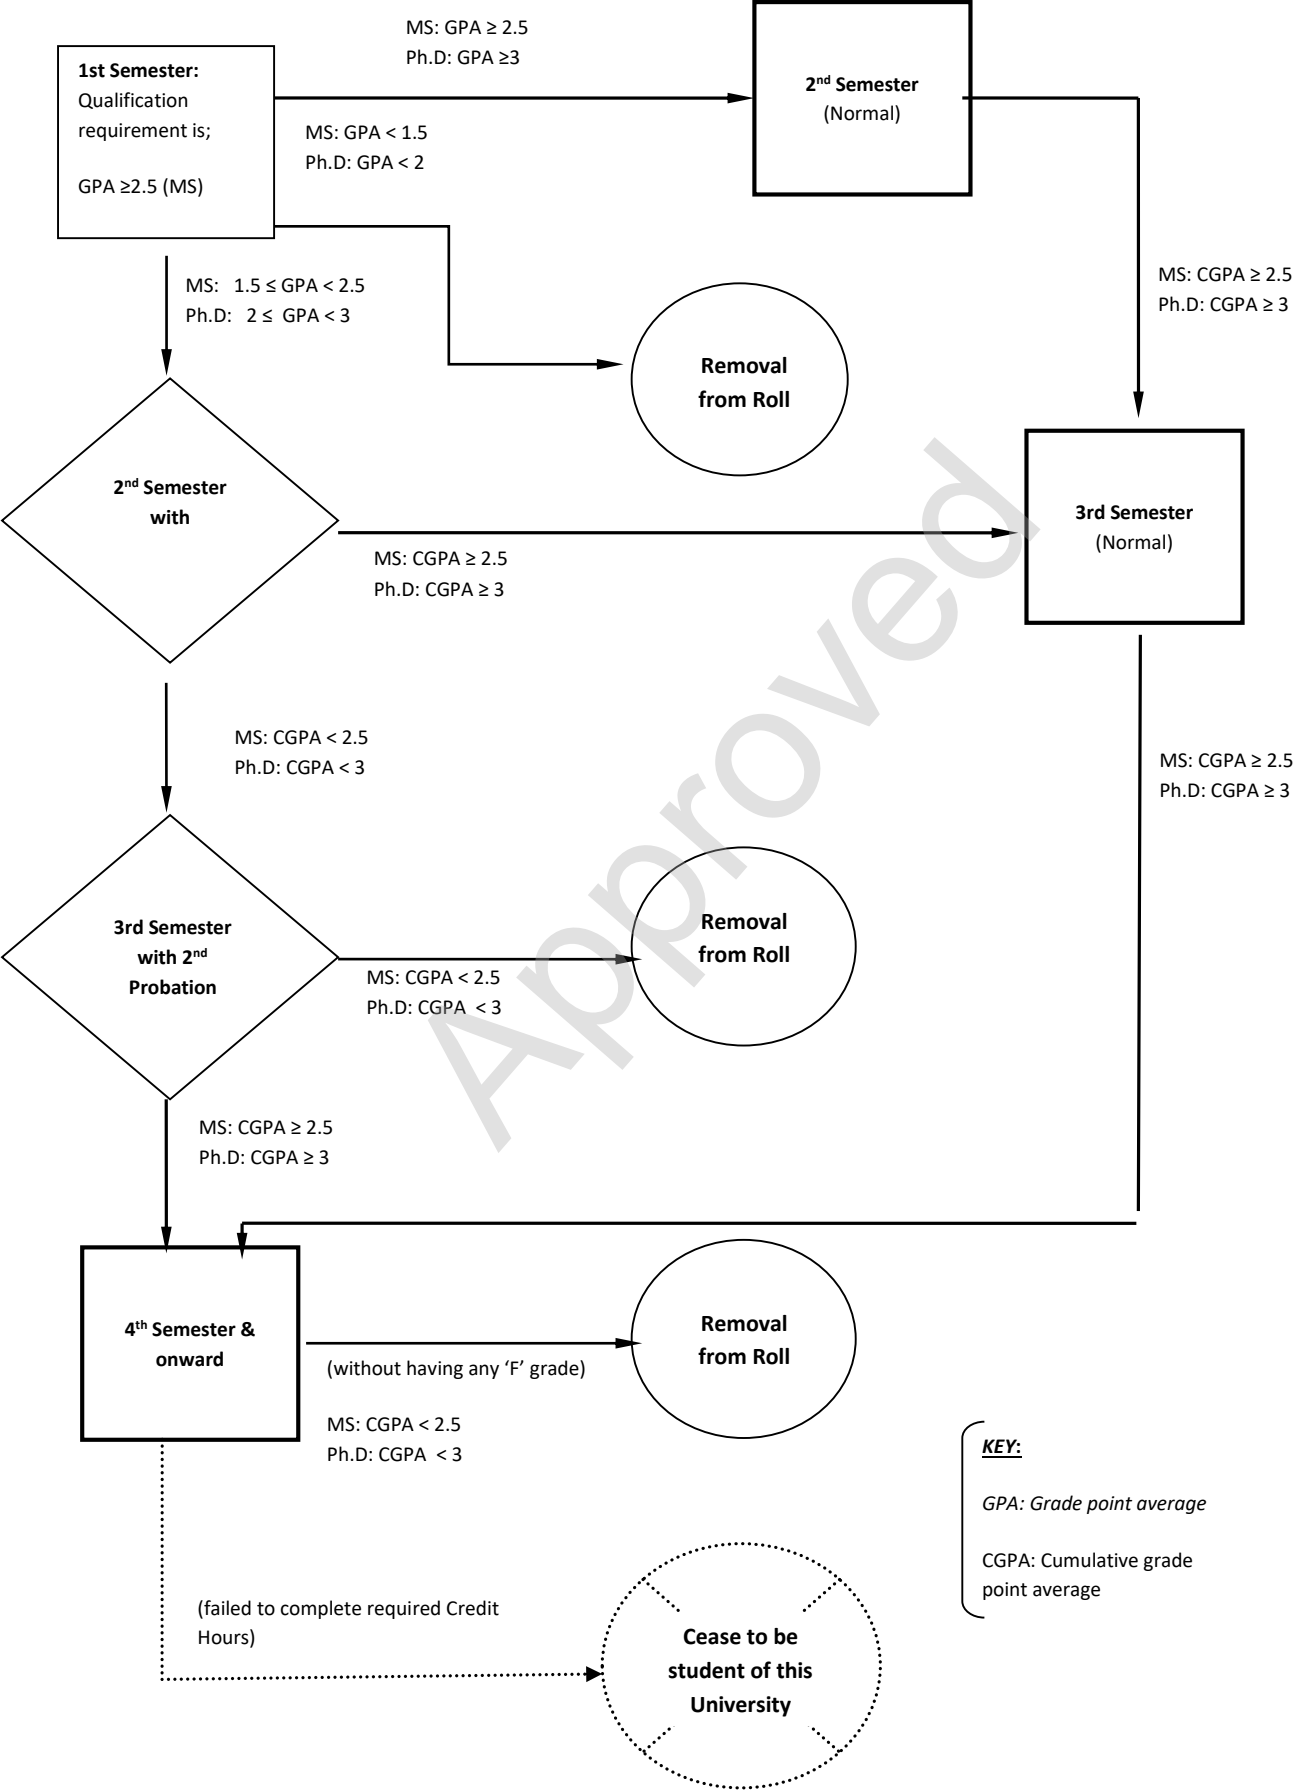 MS: GPA ≥ 2.5
Ph.D: GPA ≥3
1st Semester:
Qualification
requirement is;
GPA ≥2.5 (MS)
2nd Semester
(Normal)
MS: GPA < 1.5
Ph.D: GPA < 2
MS: 1.5 ≤ GPA < 2.5
Ph.D: 2 ≤ GPA < 3
MS: CGPA ≥ 2.5
Ph.D: CGPA ≥ 3
Removal
from Roll
2nd Semester
with
3rd Semester
(Normal)
MS: CGPA ≥ 2.5
Ph.D: CGPA ≥ 3
MS: CGPA < 2.5
Ph.D: CGPA < 3
MS: CGPA ≥ 2.5
Ph.D: CGPA ≥ 3
Approved
3rd Semester
with 2nd
Probation
Removal
from Roll
MS: CGPA < 2.5
Ph.D: CGPA < 3
MS: CGPA ≥ 2.5
Ph.D: CGPA ≥ 3
4th Semester &
onward
Removal
from Roll
(without having any ‘F’ grade)
MS: CGPA < 2.5
Ph.D: CGPA < 3
KEY:
GPA: Grade point average
CGPA: Cumulative grade
point average
(failed to complete required Credit
Hours)
Cease to be
student of this
University